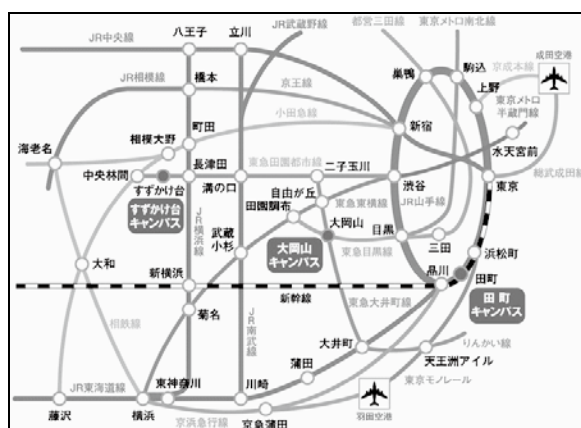 JR中央線
八王子
立川
JR武蔵野線
都営三田線
東京メトロ南北線
巣鴨
駒込
京成本線
成田空港
上野
JR相模線
橋本
京王線
小田急線
新宿
東京メトロ
半蔵門線
水天宮前
海老名
相模大野
町田
中央林間
長津田
溝の口
東急田園都市線
二子玉川
渋谷
東京
総武成田線
すずかけ台
すずかけ台
キャンパス
自由が丘
東急東横線
田園調布
JR山手線
大岡山
JR横浜線
武蔵
小杉
大岡山
キャンパス
目黒
三田
東急目黒線
浜松町
大和
新横浜
新幹線
品川
田町
田町
キャンパス
相鉄線
菊名
JR南武線
東急大井町線
大井町
りんかい線
天王洲アイル
蒲田
東京モノレール
JR東海道線
東神奈川
川崎
藤沢
横浜
京浜急行線
京急蒲田
羽田空港